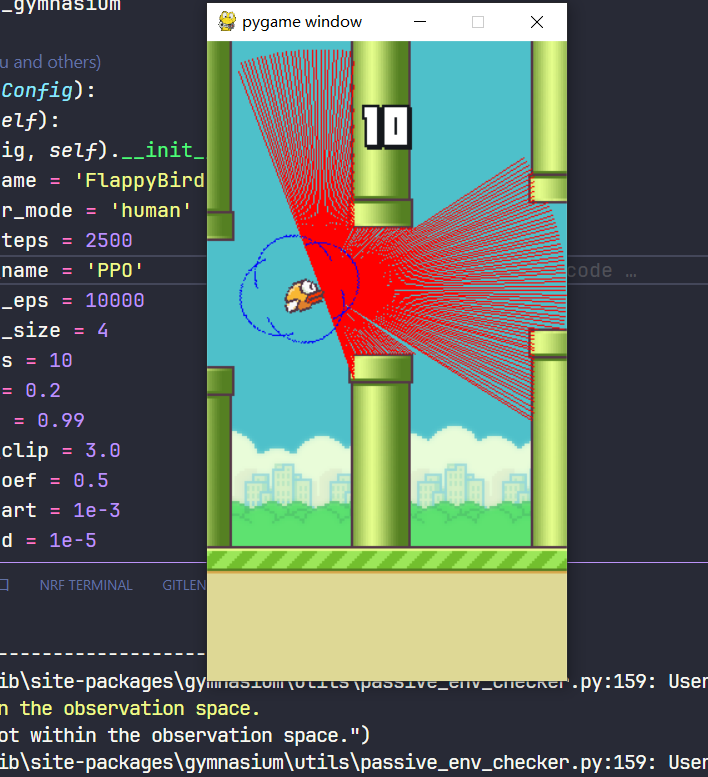 _gymnasium
pygame window
u and others)
Config):
elf):
ig, self).__init_
ame = 'FlappyBird
r_mode = 'human'
teps = 2500
name = 'PPO'
code …
_eps = 10000
_size = 4
s = 10
= 0.2
= 0.99
clip = 3.0
oef = 0.5
art = 1e-3
d = 1e-5
10
NRF TERMINAL
GITLEN
--------------------
ib\site-packages\gymnasium\utils\passive_env_checker.py:159: User
n the observation space.
ot within the observation space.")
ib\site-packages\gymnasium\utils\passive_env_checker.py:159: User